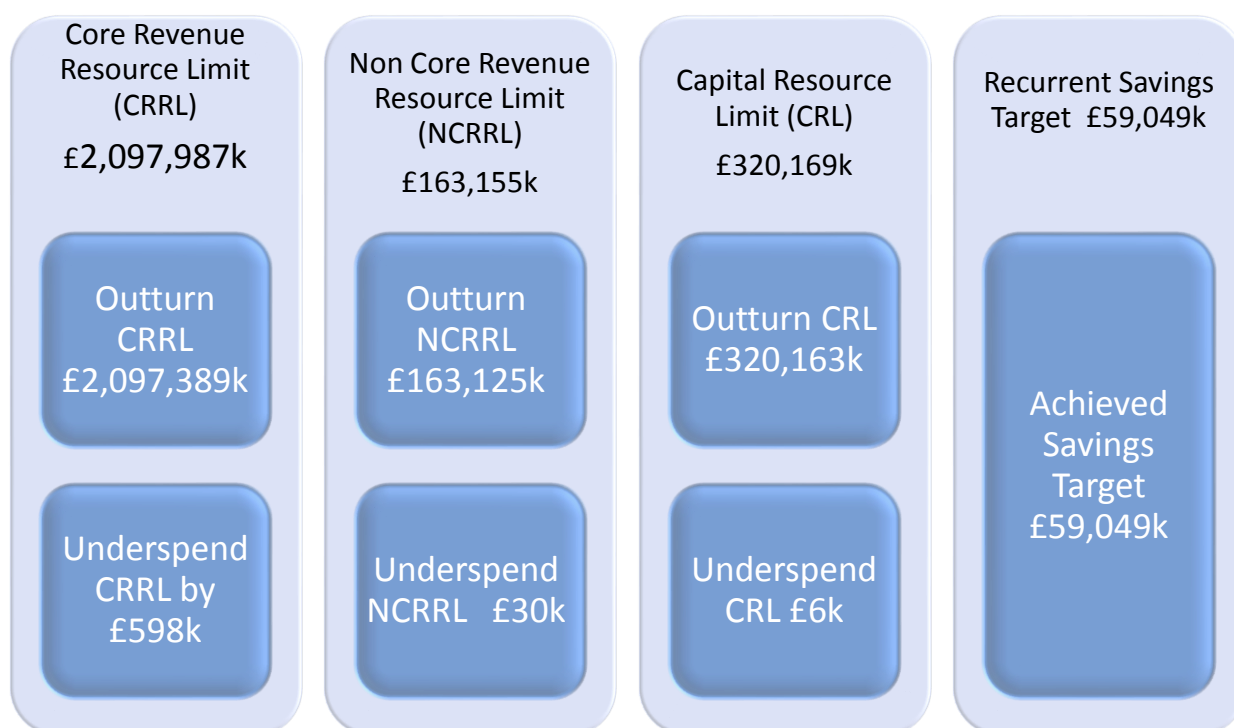 Core Revenue
Resource Limit
(CRRL)
£2,097,987k
Outturn
CRRL
£2,097,389k
Underspend
CRRL by
£598k
Non Core Revenue
Resource Limit
(NCRRL)
£163,155k
Outturn
NCRRL
£163,125k
Underspend
NCRRL £30k
Capital Resource
Limit (CRL)
£320,169k
Outturn CRL
£320,163k
Underspend
CRL £6k
Recurrent Savings
Target £59,049k
Achieved
Savings
Target
£59,049k